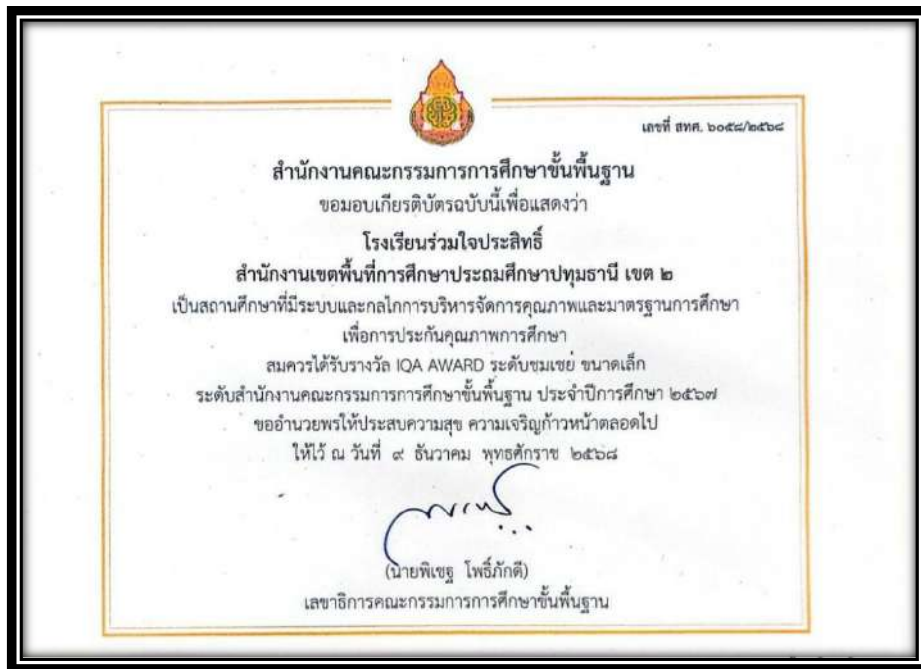 เลขที่ สทศ. ๖๐๕๘/๒๕๖๘
สำนักงานคณะกรรมการการศึกษาขั้นพื้นฐาน
ขอมอบเกียรติบัตรฉบับนี้เพื่อแสดงว่า
โรงเรียนร่วมใจประสิทธิ์
สำนักงานเขตพื้นที่การศึกษาประถมศึกษาปทุมธานี เขต ๒
เป็นสถานศึกษาที่มีระบบและกลไกการบริหารจัดการคุณภาพและมาตรฐานการศึกษา
เพื่อการประกันคุณภาพการศึกษา
สมควรได้รับรางวัล IQA AWARD ระดับชมเชย ขนาดเล็ก
ระดับสำนักงานคณะกรรมการการศึกษาขั้นพื้นฐาน ประจำปีการศึกษา ๒๕๖๗
ขออำนวยพรให้ประสบความสุข ความเจริญก้าวหน้าตลอดไป
ให้ไว้ ณ วันที่ ๙ ธันวาคม พุทธศักราช ๒๕๖๘
(นายพิเชฐ โพธิ์ภักดี)
เลขาธิการคณะกรรมการการศึกษาขั้นพื้นฐาน